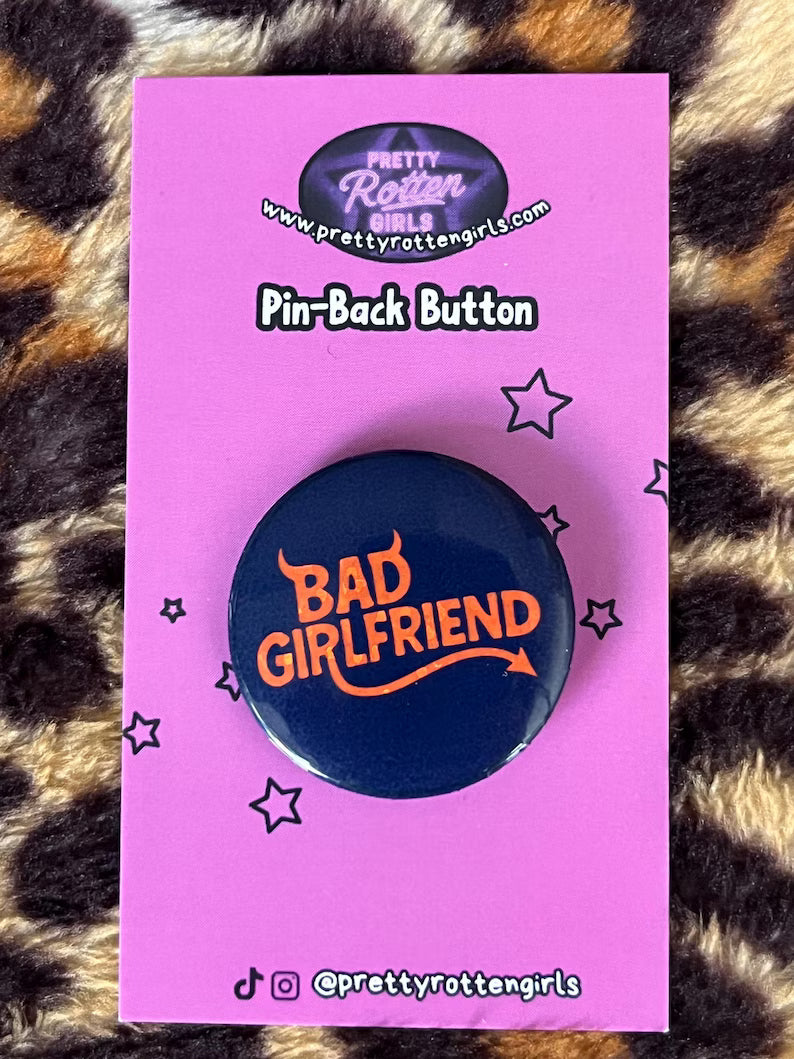 PRETTY
Rotten
GIRLS
www.prettyrottengirls.com
Pin-Back Button
BAD
GIRLFRIEND
@prettyrottengirls